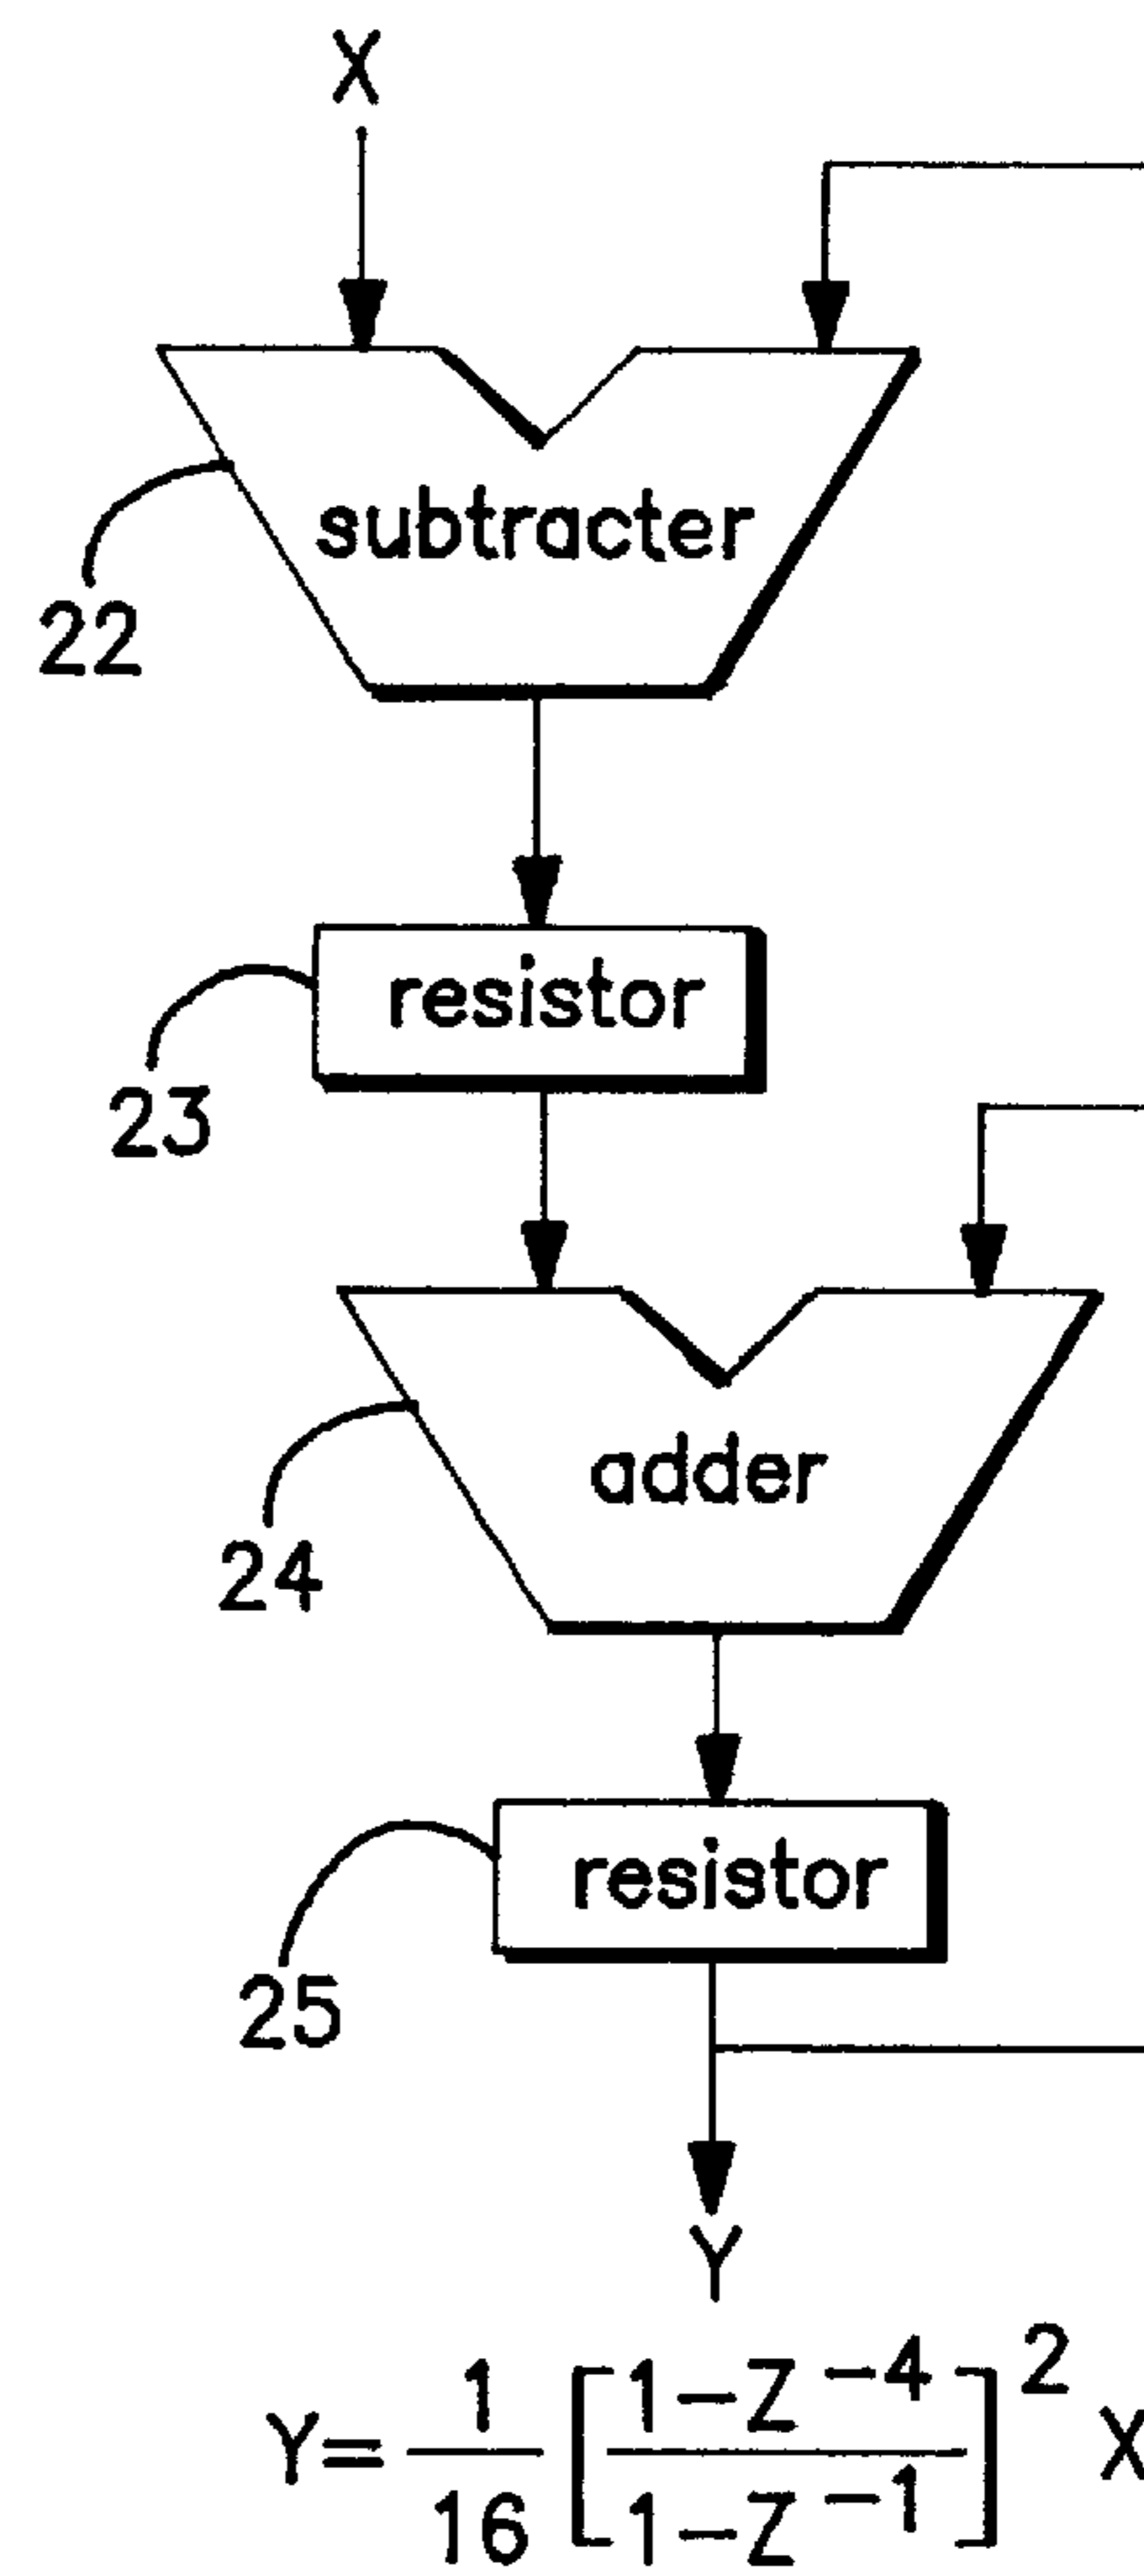 X
subtracter
22
resistor
23
adder
24
resistor
25
Y
Y= 1/16 [1-Z^-4 / 1-Z^-1]^2 X